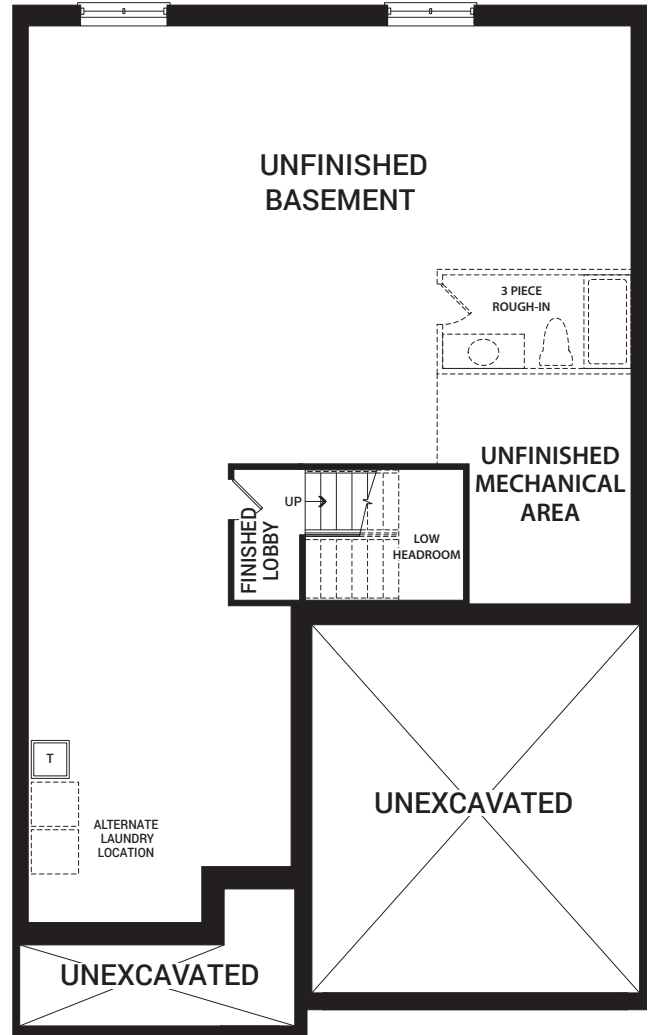 UNFINISHED
BASEMENT
3 PIECE
ROUGH-IN
UNFINISHED
MECHANICAL
AREA
UP
LOW
HEADROOM
FINISHED
LOBBY
T
ALTERNATE
LAUNDRY
LOCATION
UNEXCAVATED
UNEXCAVATED